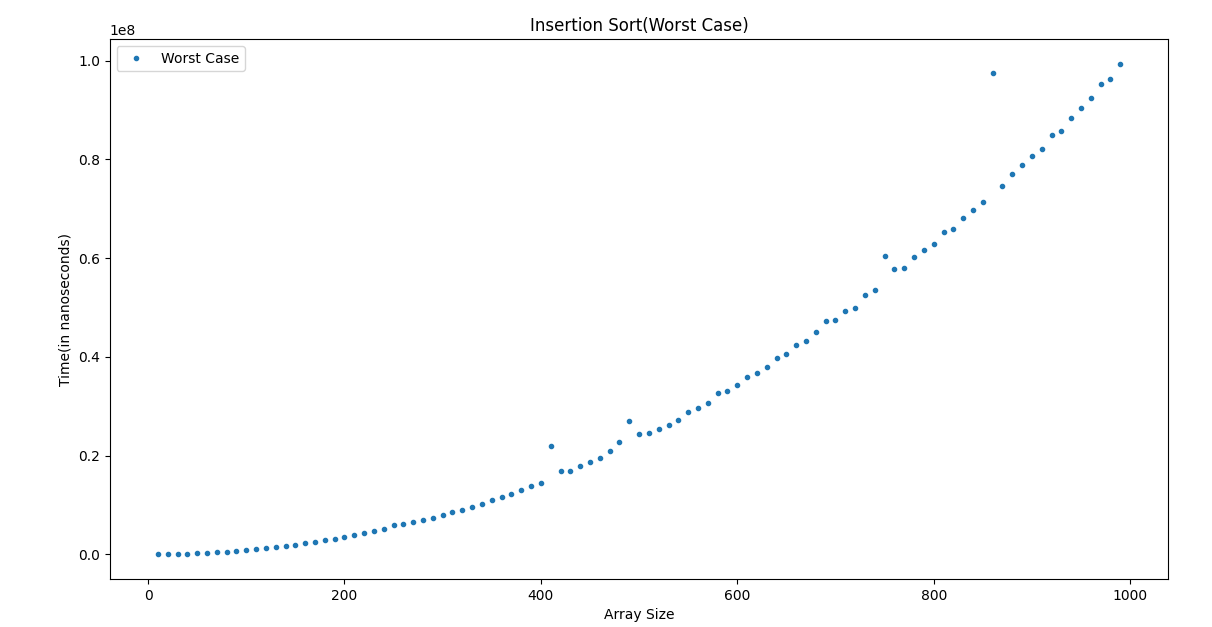 Insertion Sort(Worst Case)
1e8
Worst Case
1.0
0.8
0.6
0.4
0.2
0.0
Time(in nanoseconds)
0 200 400 600 800 1000
Array Size